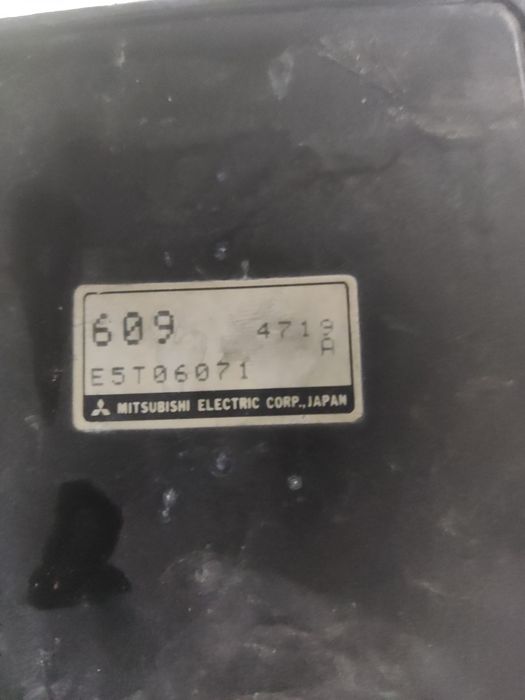 609 4719
A
E5T06071
MITSUBISHI ELECTRIC CORP., JAPAN